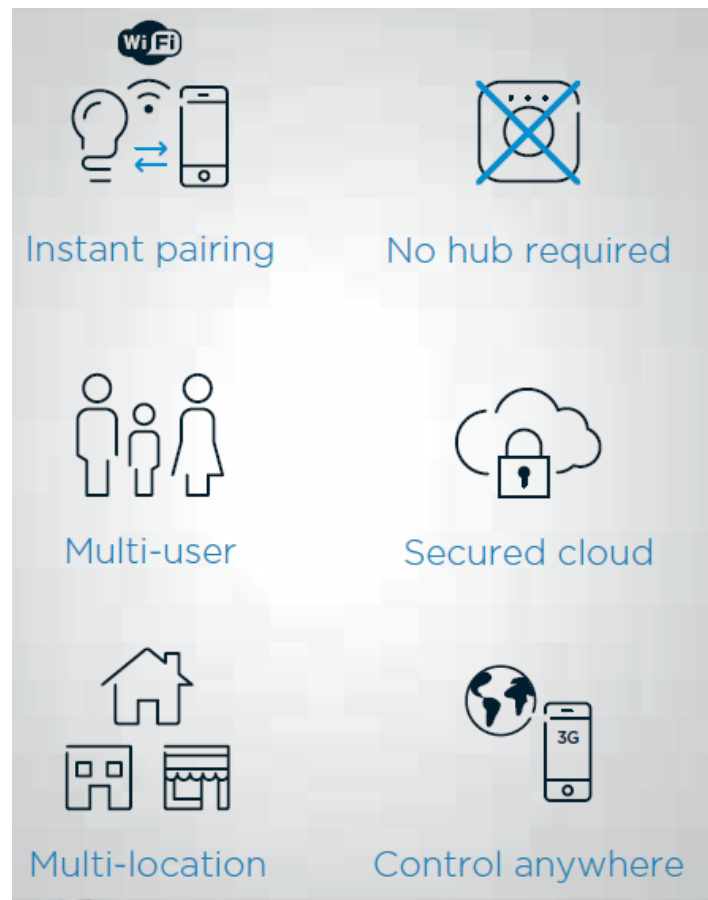 WiFi
Instant pairing
No hub required
Multi-user
Secured cloud
3G
Multi-location
Control anywhere